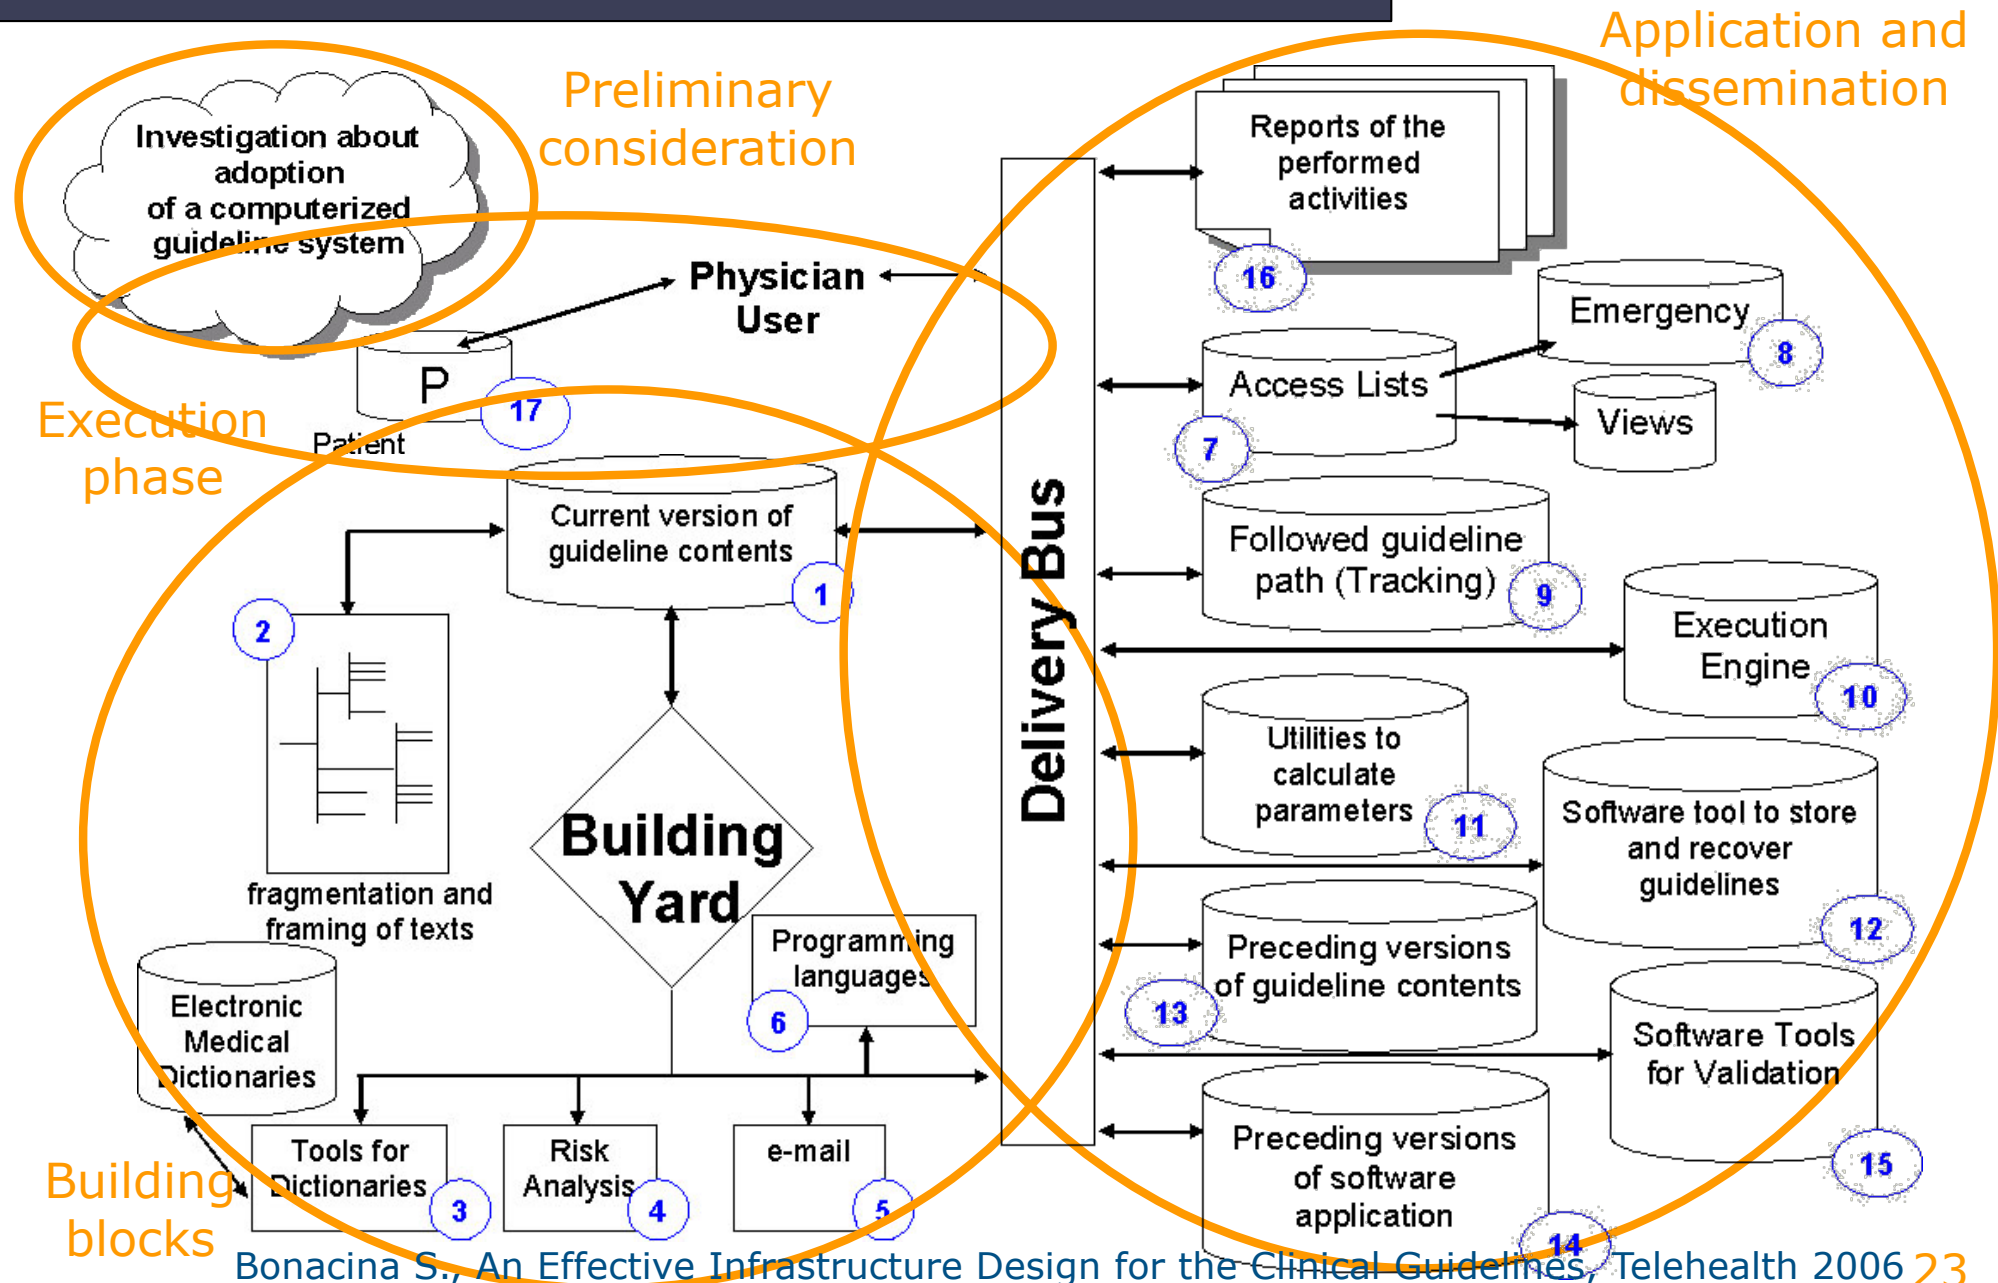 Application and
dissemination
Preliminary
consideration
Investigation about
adoption
of a computerized
guideline system
Reports of the
performed
activities
16
Physician
User
Emergency
8
P
17
Patient
Execution
phase
Access Lists
7
Views
Current version of
guideline contents
1
2
fragmentation and
framing of texts
Delivery Bus
Followed guideline
path (Tracking)
9
Execution
Engine
10
Utilities to
calculate
parameters
11
Software tool to store
and recover
guidelines
12
Building
Yard
Programming
languages
6
Electronic
Medical
Dictionaries
Preceding versions
of guideline contents
13
Software Tools
for Validation
15
Tools for
Dictionaries
3
Risk
Analysis
4
e-mail
5
Preceding versions
of software
application
14
Building
blocks
Bonacina S., An Effective Infrastructure Design for the Clinical Guidelines, Telehealth 2006
23